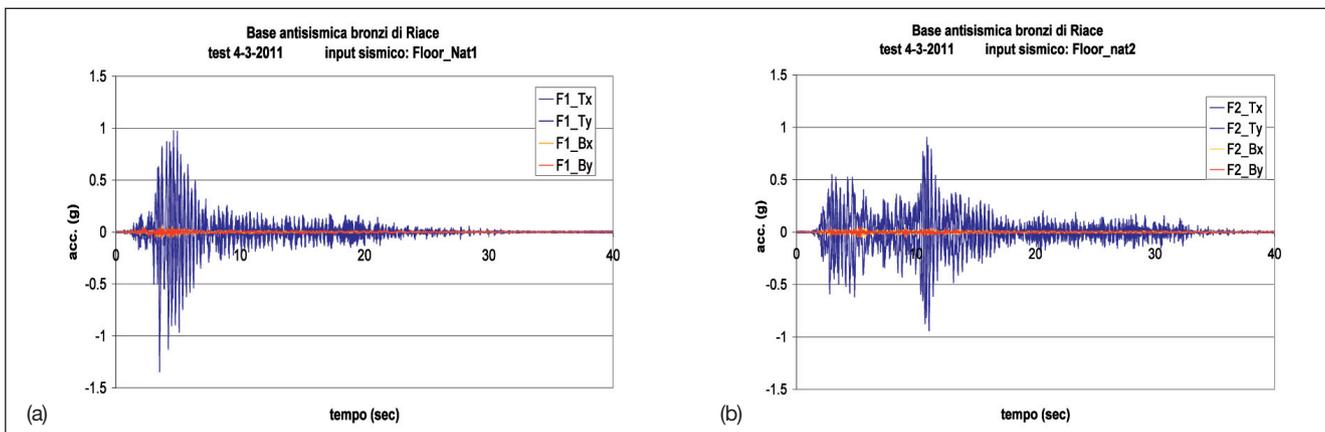 Base antisismica bronzi di Riace
test 4-3-2011 input sismico: Floor_Nat1
1.5
1
0.5
0
-0.5
-1
-1.5
acc. (g)
0 10 20 30 40
tempo (sec)
F1_Tx
F1_Ty
F1_Bx
F1_By
(a)
Base antisismica bronzi di Riace
test 4-3-2011 input sismico: Floor_nat2
1.5
1
0.5
0
-0.5
-1
-1.5
acc. (g)
0 10 20 30 40
tempo (sec)
F2_Tx
F2_Ty
F2_Bx
F2_By
(b)